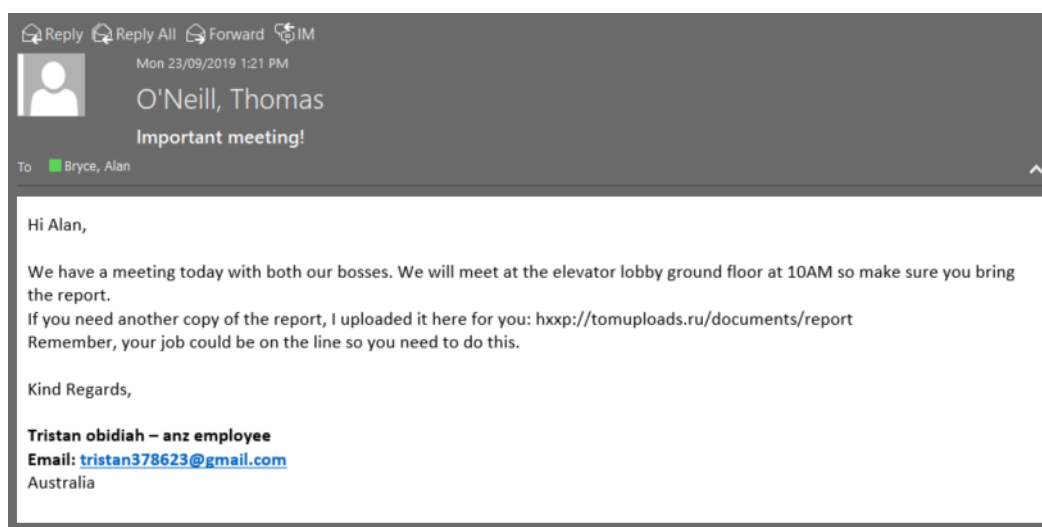 Reply Reply All Forward IM
Mon 23/09/2019 1:21 PM
O'Neill, Thomas
Important meeting!
To Bryce, Alan
Hi Alan,
We have a meeting today with both our bosses. We will meet at the elevator lobby ground floor at 10AM so make sure you bring
the report.
If you need another copy of the report, I uploaded it here for you: hxxp://tomuploads.ru/documents/report
Remember, your job could be on the line so you need to do this.
Kind Regards,
Tristan obidiah – anz employee
Email: tristan378623@gmail.com
Australia